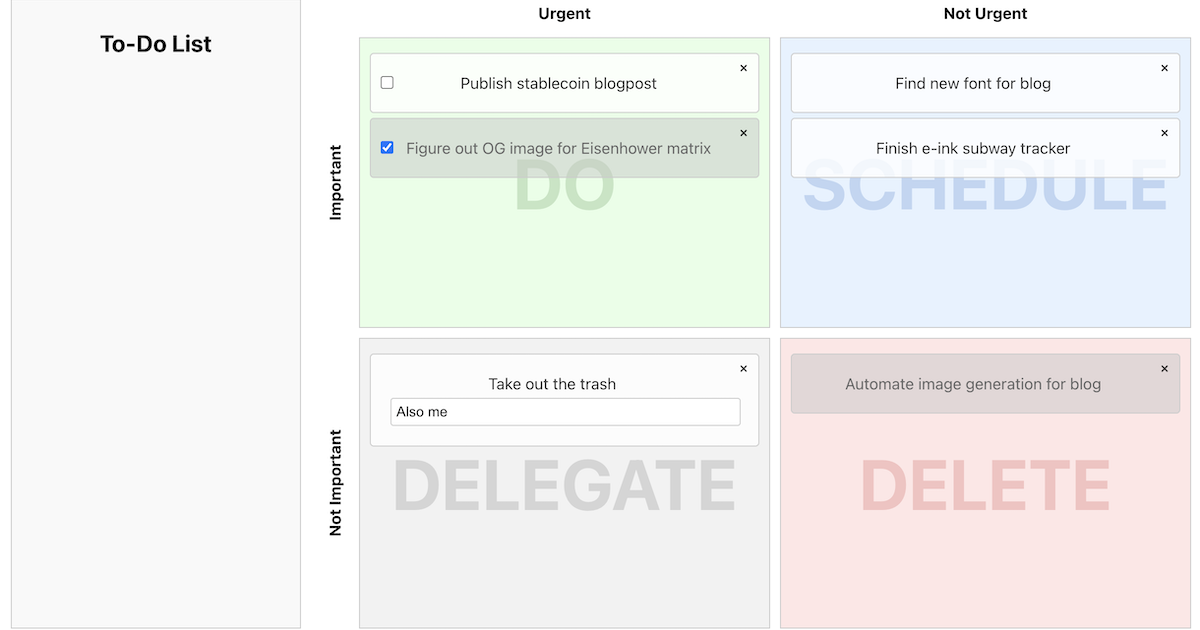 To-Do List
Urgent
Not Urgent
Important
Publish stablecoin blogpost
×
Figure out OG image for Eisenhower matrix
×
DO
Find new font for blog
×
Finish e-ink subway tracker
×
SCHEDULE
Not Important
Take out the trash
×
Also me
DELEGATE
Automate image generation for blog
×
DELETE